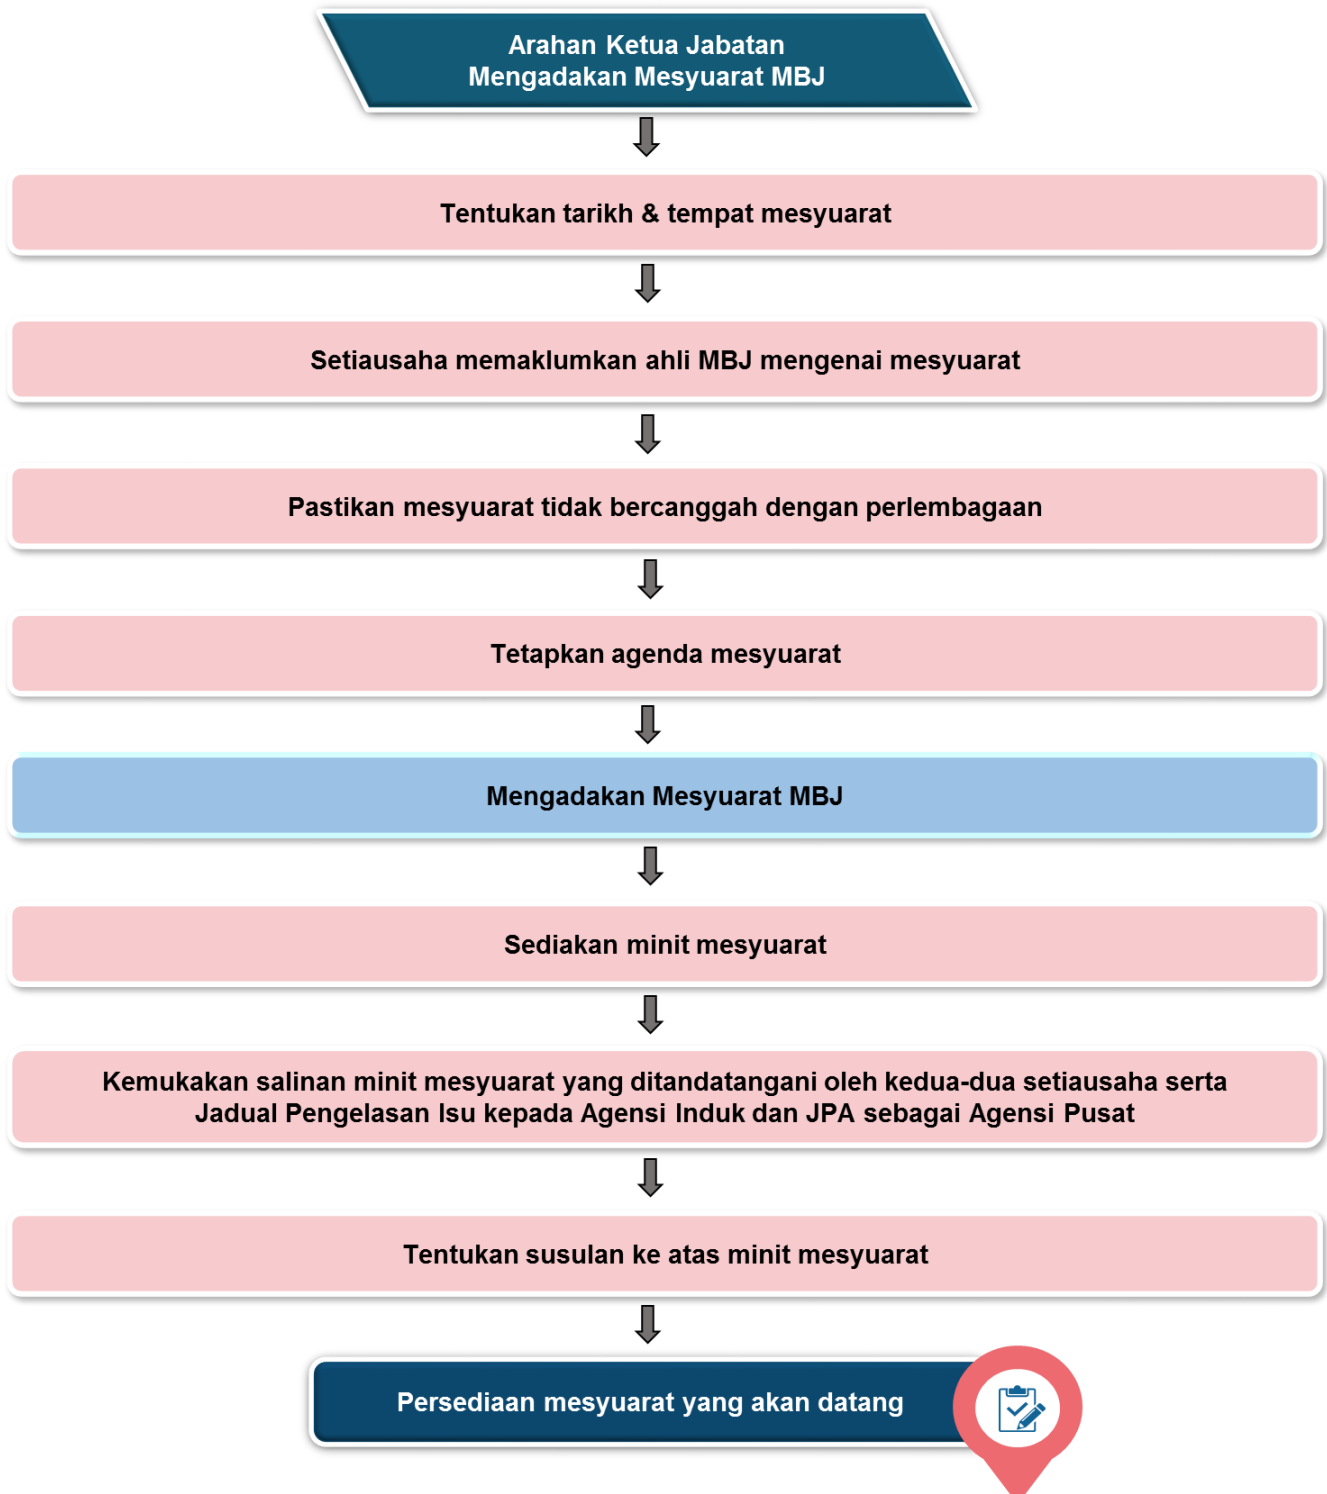 Arahan Ketua Jabatan
Mengadakan Mesyuarat MBJ
Tentukan tarikh & tempat mesyuarat
Setiausaha memaklumkan ahli MBJ mengenai mesyuarat
Pastikan mesyuarat tidak bercanggah dengan perlembagaan
Tetapkan agenda mesyuarat
Mengadakan Mesyuarat MBJ
Sediakan minit mesyuarat
Kemukakan salinan minit mesyuarat yang ditandatangani oleh kedua-dua setiausaha serta
Jadual Pengelasan Isu kepada Agensi Induk dan JPA sebagai Agensi Pusat
Tentukan susulan ke atas minit mesyuarat
Persediaan mesyuarat yang akan datang